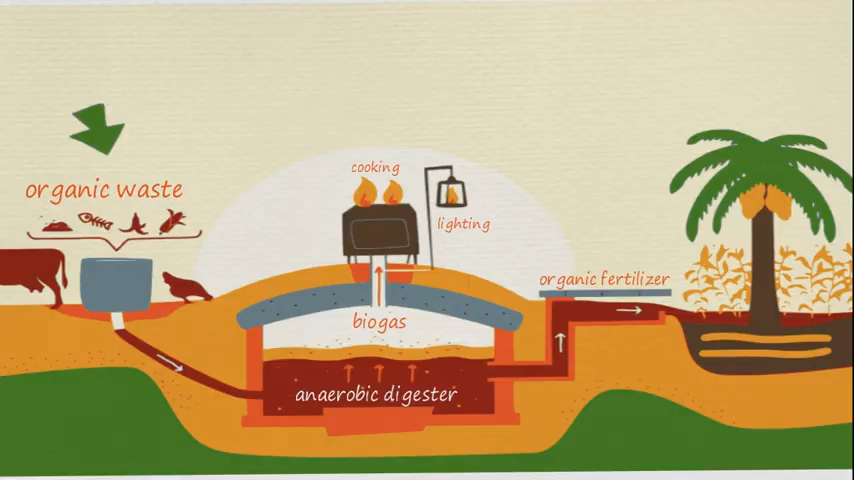 organic waste
cooking
lighting
organic fertilizer
biogas
anaerobic digester